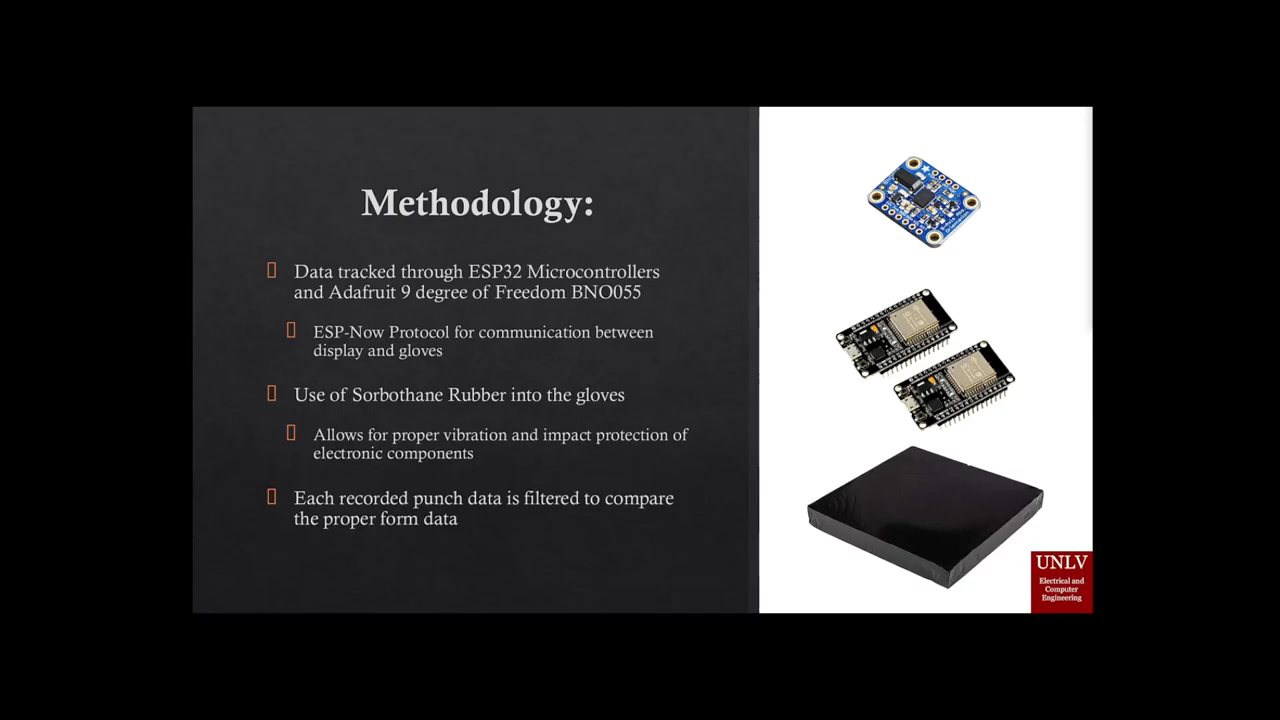 Methodology:
Data tracked through ESP32 Microcontrollers
and Adafruit 9 degree of Freedom BNO055
ESP-Now Protocol for communication between
display and gloves
Use of Sorbothane Rubber into the gloves
Allows for proper vibration and impact protection of
electronic components
Each recorded punch data is filtered to compare
the proper form data
UNLV
Electrical and
Computer
Engineering